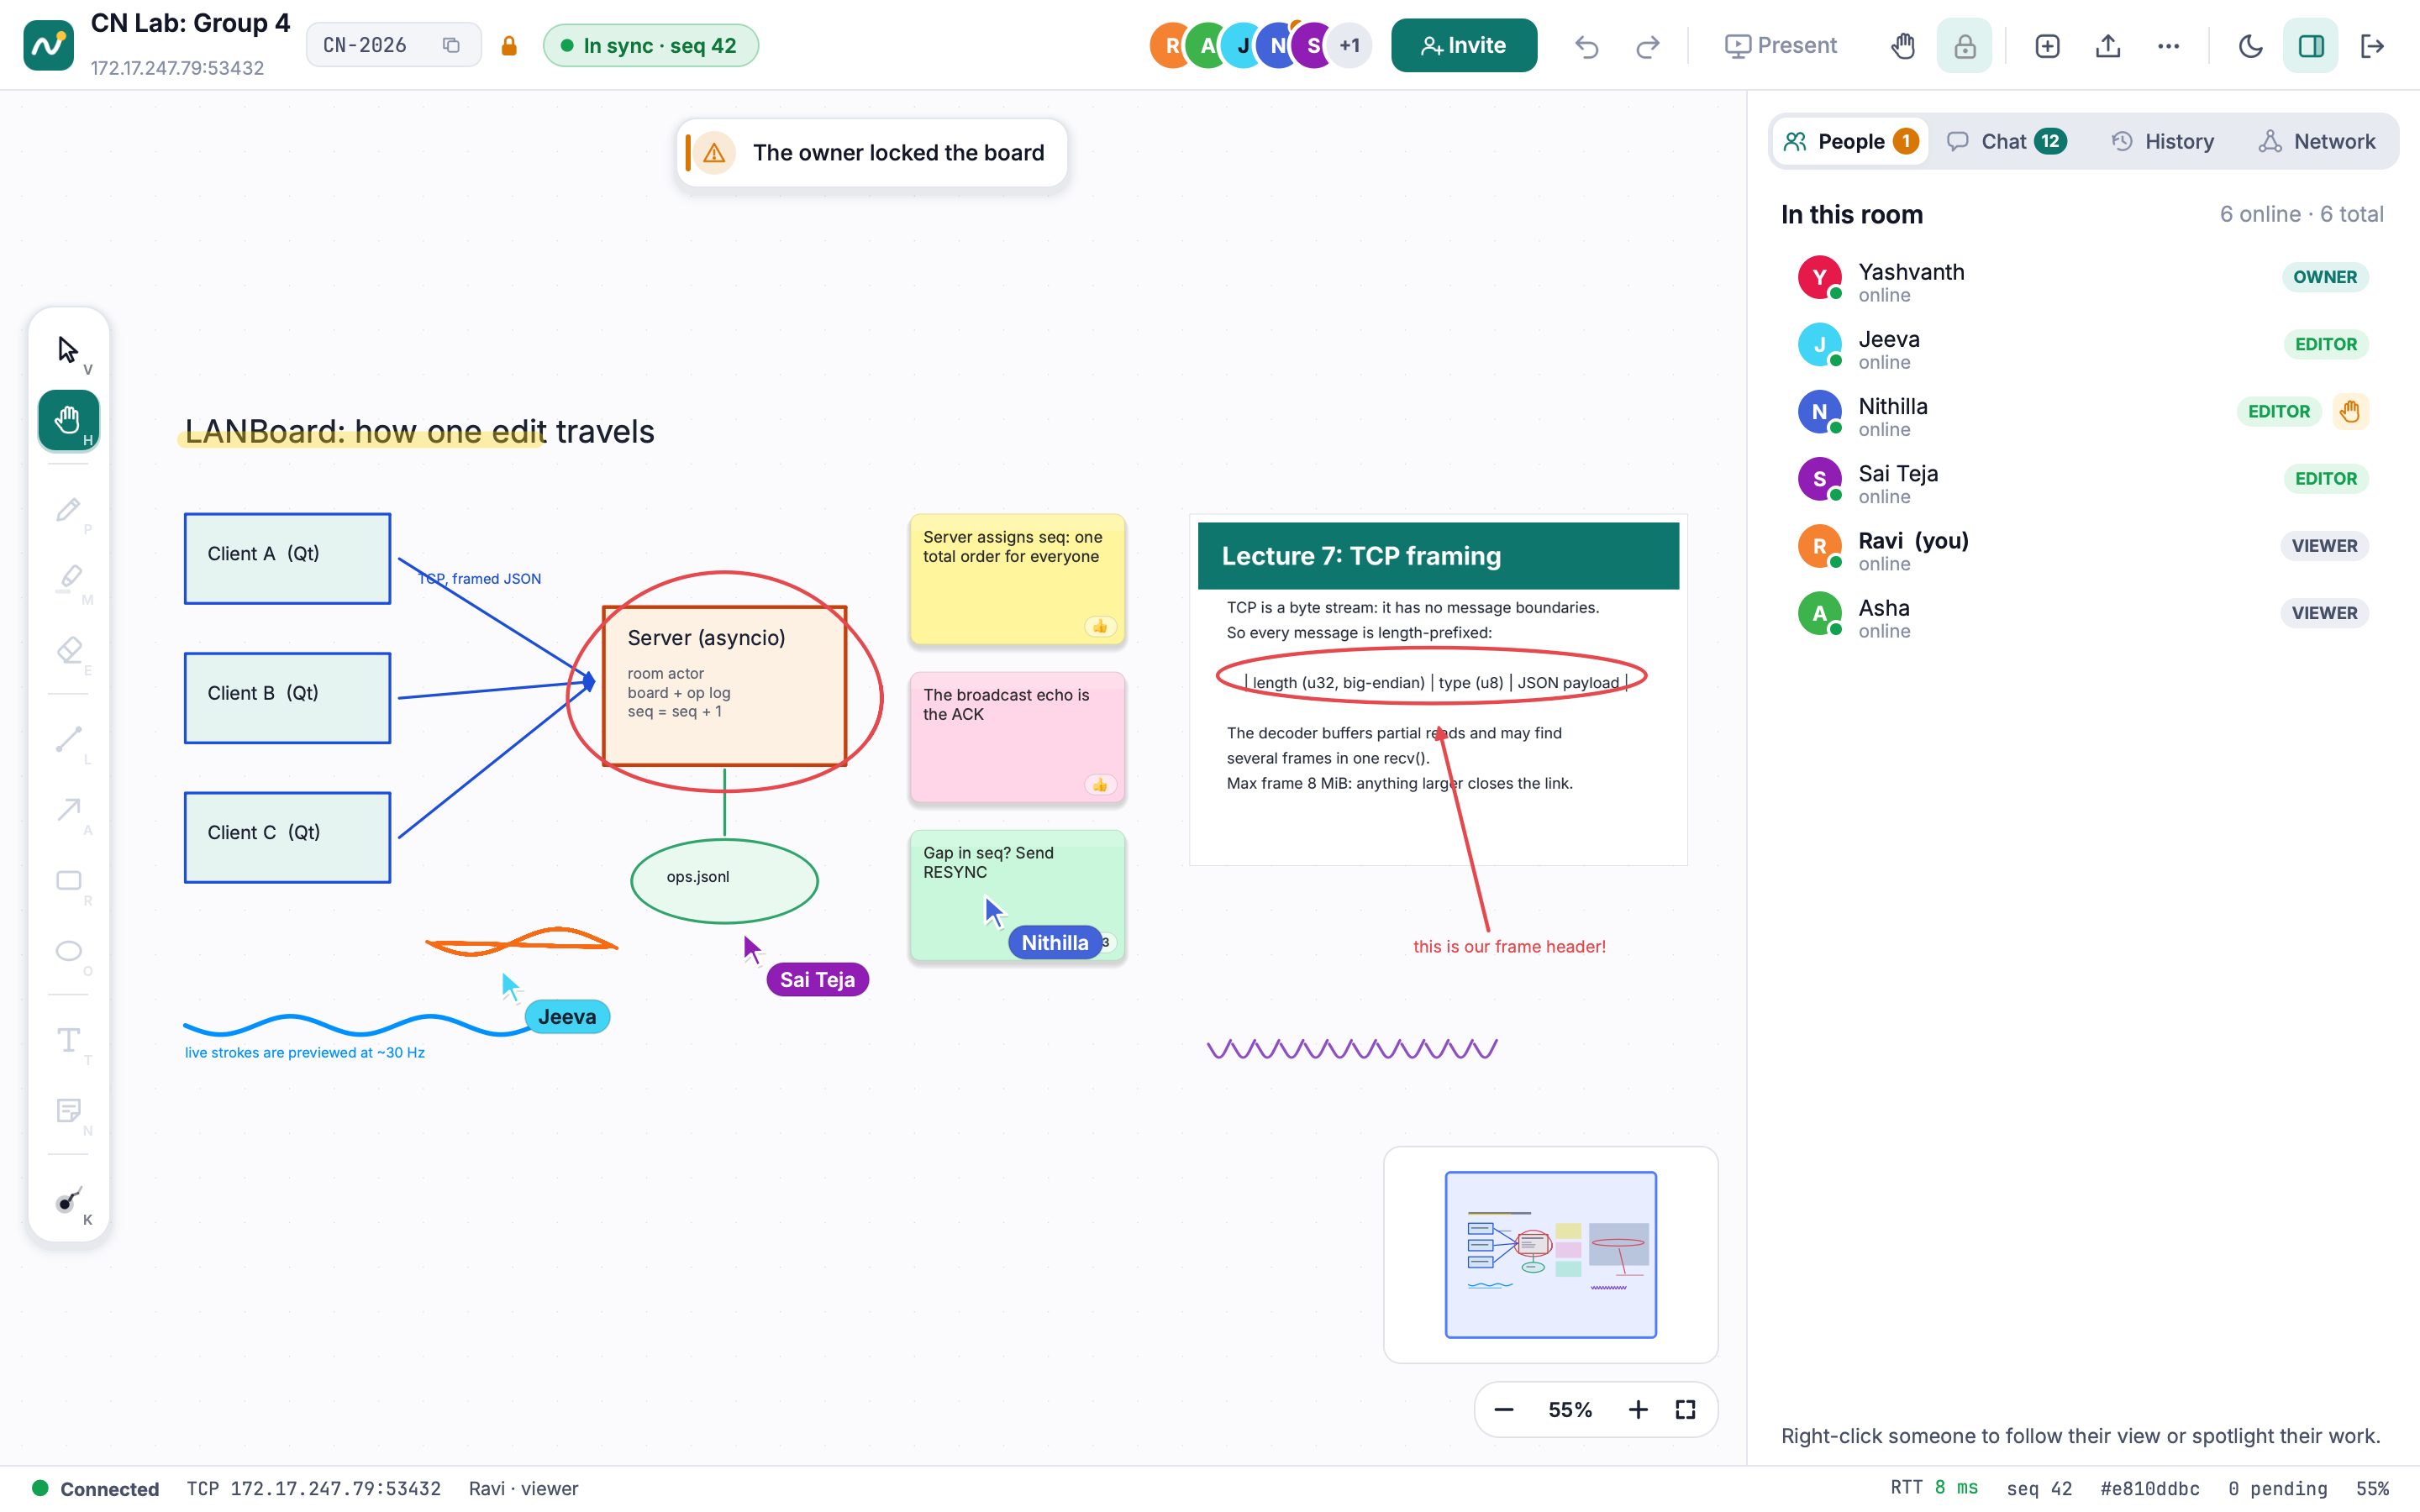 CN Lab: Group 4
172.17.247.79:53432
CN-2026
In sync · seq 42
R A J N S +1
Invite
Present
The owner locked the board
People 1
Chat 12
History
Network
In this room
6 online · 6 total
Y
Yashvanth
online
OWNER
J
Jeeva
online
EDITOR
N
Nithilla
online
EDITOR
S
Sai Teja
online
EDITOR
R
Ravi (you)
online
VIEWER
A
Asha
online
VIEWER
Right-click someone to follow their view or spotlight their work.
V
H
P
M
E
L
A
R
O
T
N
K
LANBoard: how one edit travels
Client A (Qt)
TCP, framed JSON
Client B (Qt)
Client C (Qt)
Server (asyncio)
room actor
board + op log
seq = seq + 1
ops.jsonl
Server assigns seq: one
total order for everyone
👍
The broadcast echo is
the ACK
👍
Gap in seq? Send
RESYNC
3
Nithilla
Sai Teja
Jeeva
live strokes are previewed at ~30 Hz
Lecture 7: TCP framing
TCP is a byte stream: it has no message boundaries.
So every message is length-prefixed:
| length (u32, big-endian) | type (u8) | JSON payload |
The decoder buffers partial reads and may find
several frames in one recv().
Max frame 8 MiB: anything larger closes the link.
this is our frame header!
55%
Connected
TCP 172.17.247.79:53432
Ravi · viewer
RTT 8 ms
seq 42
#e810ddbc
0 pending
55%